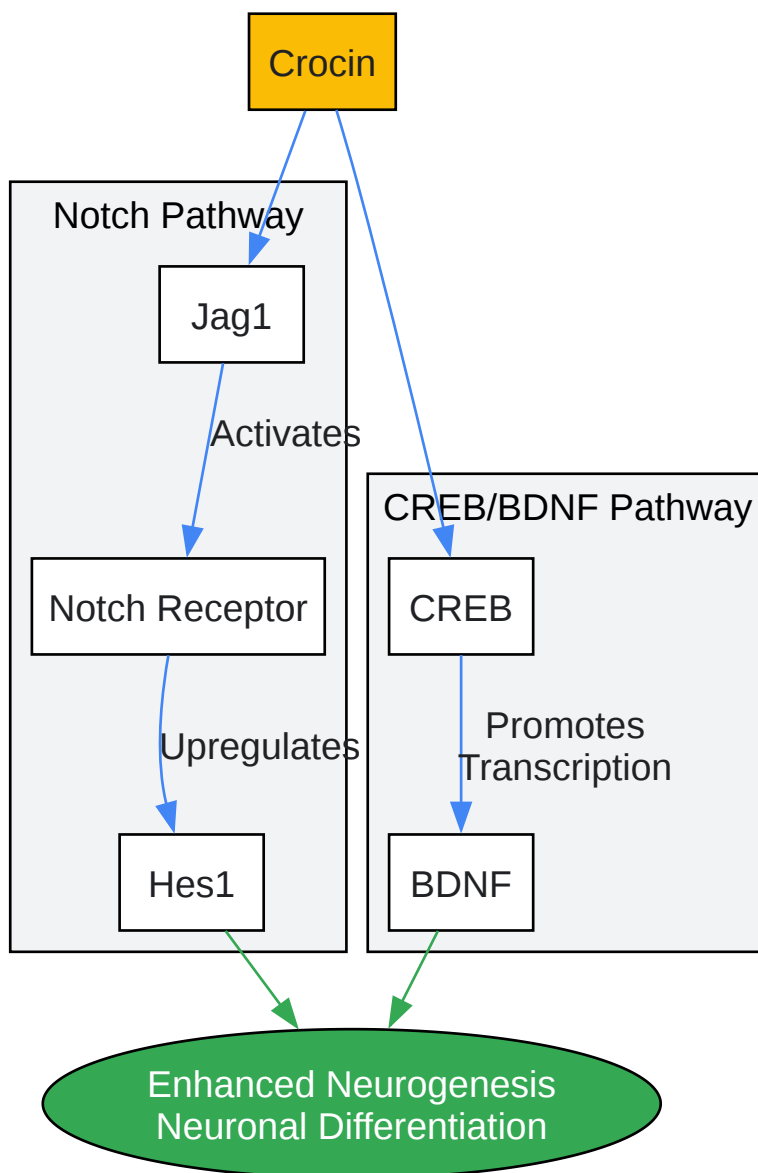 Crocin
Notch Pathway
Jag1
Activates
Notch Receptor
Upregulates
Hes1
CREB/BDNF Pathway
CREB
Promotes
Transcription
BDNF
Enhanced Neurogenesis
Neuronal Differentiation